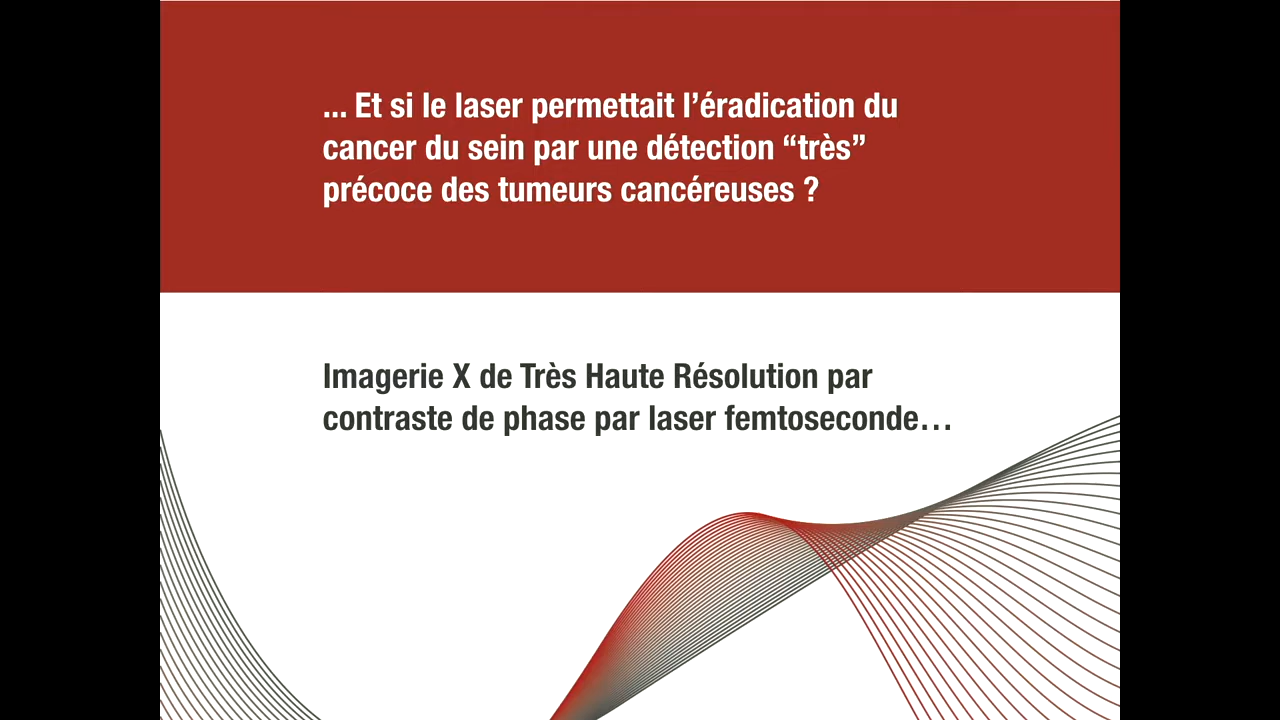 ... Et si le laser permettait l’éradication du
cancer du sein par une détection “très”
précoce des tumeurs cancéreuses ?
Imagerie X de Très Haute Résolution par
contraste de phase par laser femtoseconde…